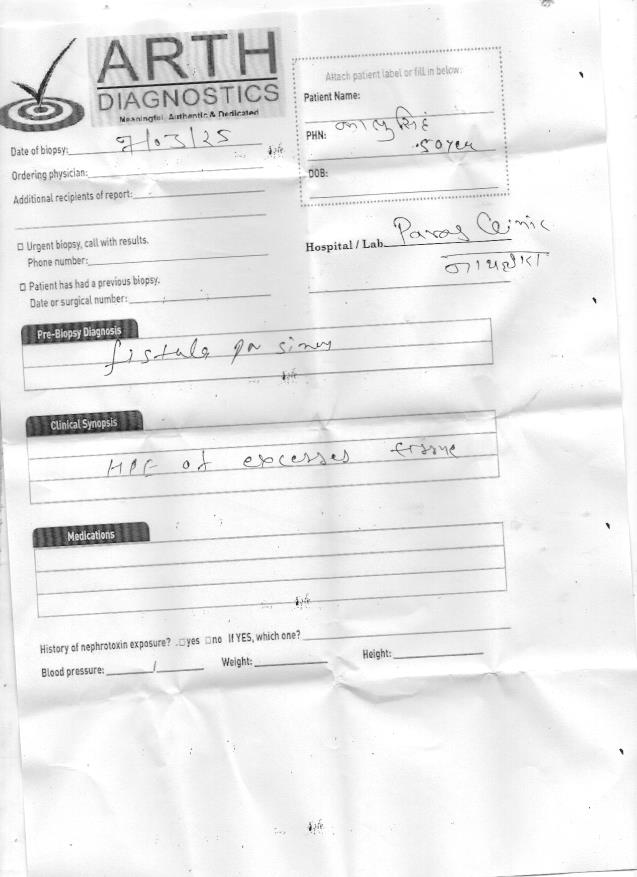 ARTH
DIAGNOSTICS
Meaningful, Authentic & Dedicated
Attach patient label or fill in below:
Patient Name:
PHN: कालु सिंह
50 year
DOB:
Date of biopsy: 7/03/25
Ordering physician:
Additional recipients of report:
Hospital / Lab Paras Clinic
☐ Urgent biopsy, call with results.
Phone number:
☐ Patient has had a previous biopsy.
Date or surgical number:
Pre-Biopsy Diagnosis
fistula sinus
Clinical Synopsis
HPE of excesses tissue
Medications
History of nephrotoxin exposure? ☐yes ☐no If YES, which one?
Blood pressure: / Weight: Height: